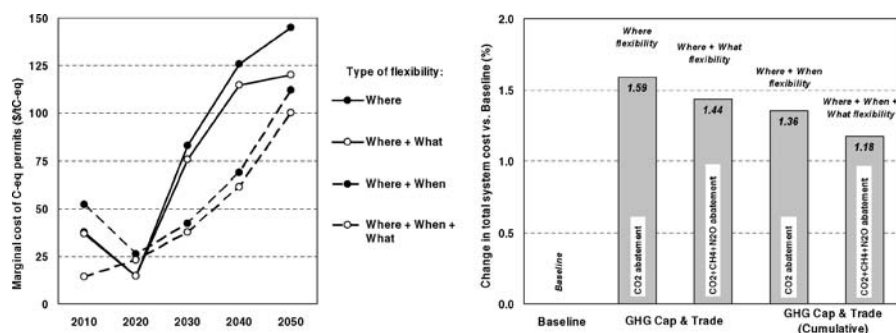 Marginal cost of C-eq permits ($/tC-eq)
150
125
100
75
50
25
0
2010 2020 2030 2040 2050
Type of flexibility:
Where
Where + What
Where + When
Where + When +
What
Change in total system cost vs. Baseline (%)
2.0
1.5
1.0
0.5
0.0
Where
flexibility
Where + What
flexibility
Where + When
flexibility
Where + When +
What flexibility
1.59
1.44
1.36
1.18
Baseline
CO2 abatement
CO2+CH4+N2O abatement
CO2 abatement
CO2+CH4+N2O abatement
Baseline GHG Cap & Trade GHG Cap & Trade
(Cumulative)